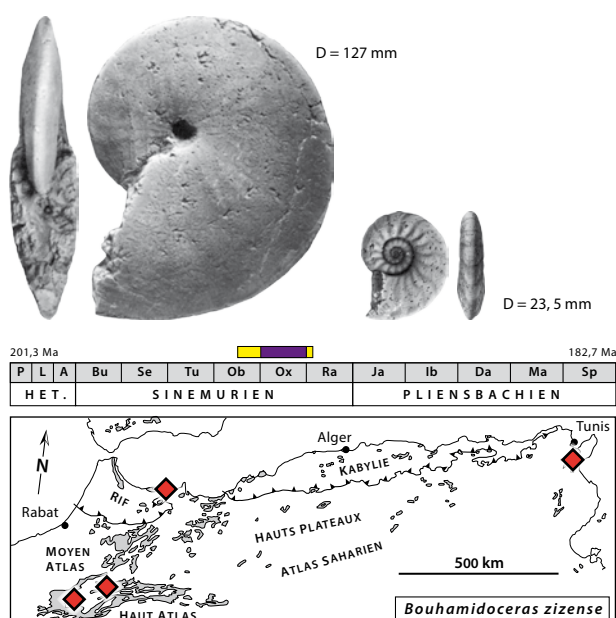 D = 127 mm
D = 23, 5 mm
201,3 Ma 182,7 Ma
P L A Bu Se Tu Ob Ox Ra Ja Ib Da Ma Sp
HET. SINEMURIEN PLIENSBACHIEN
Tunis
Alger
N
KABYLIE
RIF
Rabat
HAUTS PLATEAUX
MOYEN
ATLAS
ATLAS SAHARIEN
500 km
HAUT ATLAS
Bouhamidoceras zizense